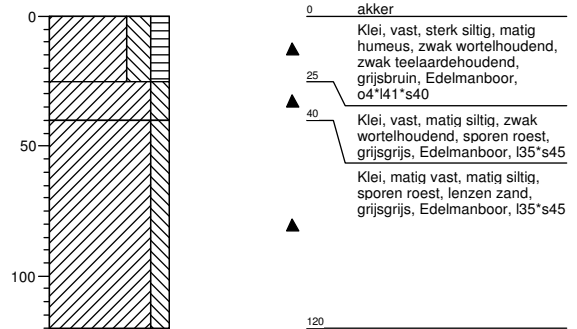 0
50
100
0 akker
Klei, vast, sterk siltig, matig
humeus, zwak wortelhoudend,
zwak teelaardehoudend,
grijsbruin, Edelmanboor,
o4*l41*s40
25
Klei, vast, matig siltig, zwak
wortelhoudend, sporen roest,
grijsgrijs, Edelmanboor, l35*s45
40
Klei, matig vast, matig siltig,
sporen roest, lenzen zand,
grijsgrijs, Edelmanboor, l35*s45
120